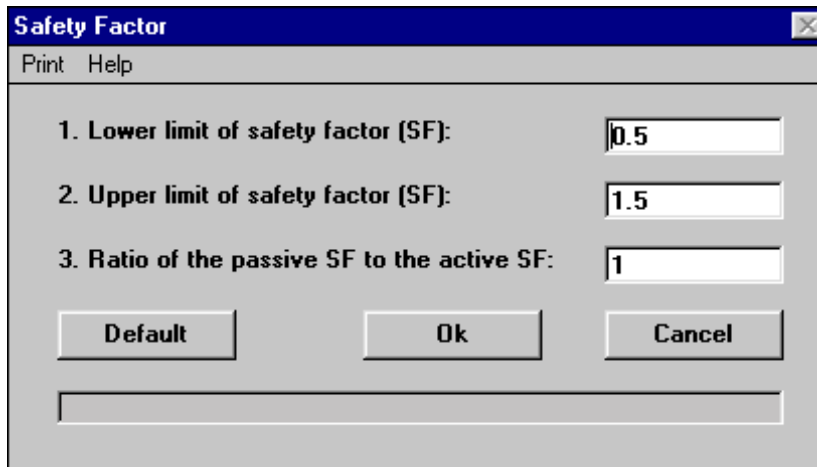 Safety Factor
Print Help
1. Lower limit of safety factor (SF): 0.5
2. Upper limit of safety factor (SF): 1.5
3. Ratio of the passive SF to the active SF: 1
Default Ok Cancel